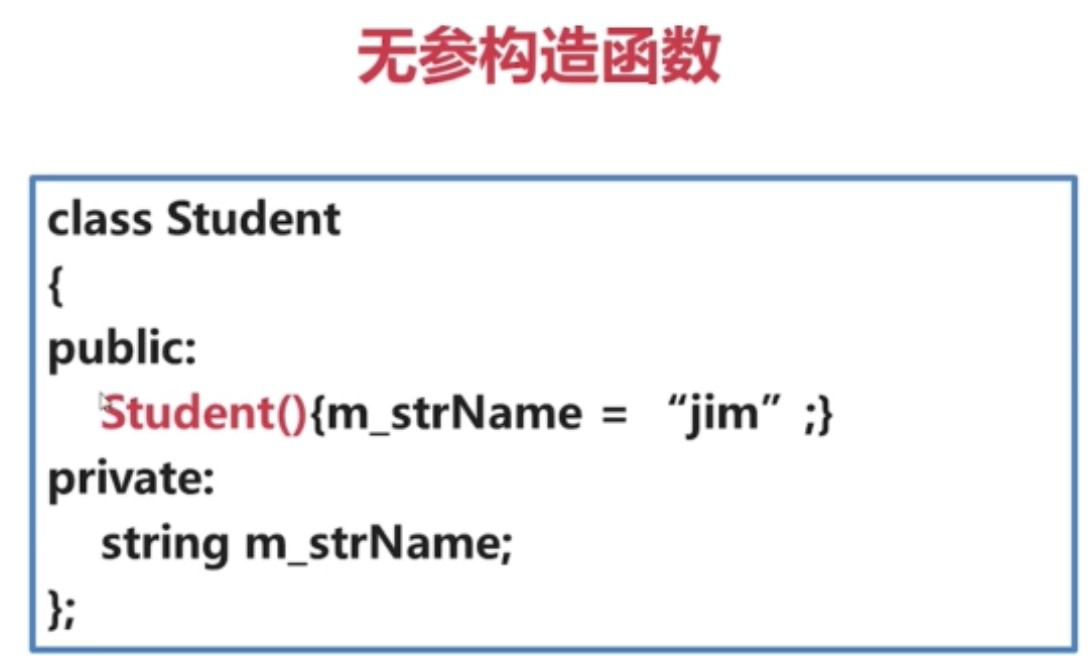 无参构造函数
class Student
{
public:
Student(){m_strName = “jim” ;}
private:
string m_strName;
};